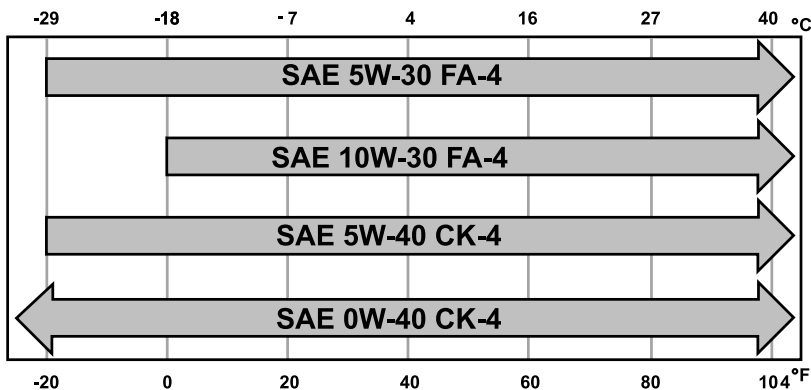 -29 -18 -7 4 16 27 40 °C
SAE 5W-30 FA-4
SAE 10W-30 FA-4
SAE 5W-40 CK-4
SAE 0W-40 CK-4
-20 0 20 40 60 80 104 °F